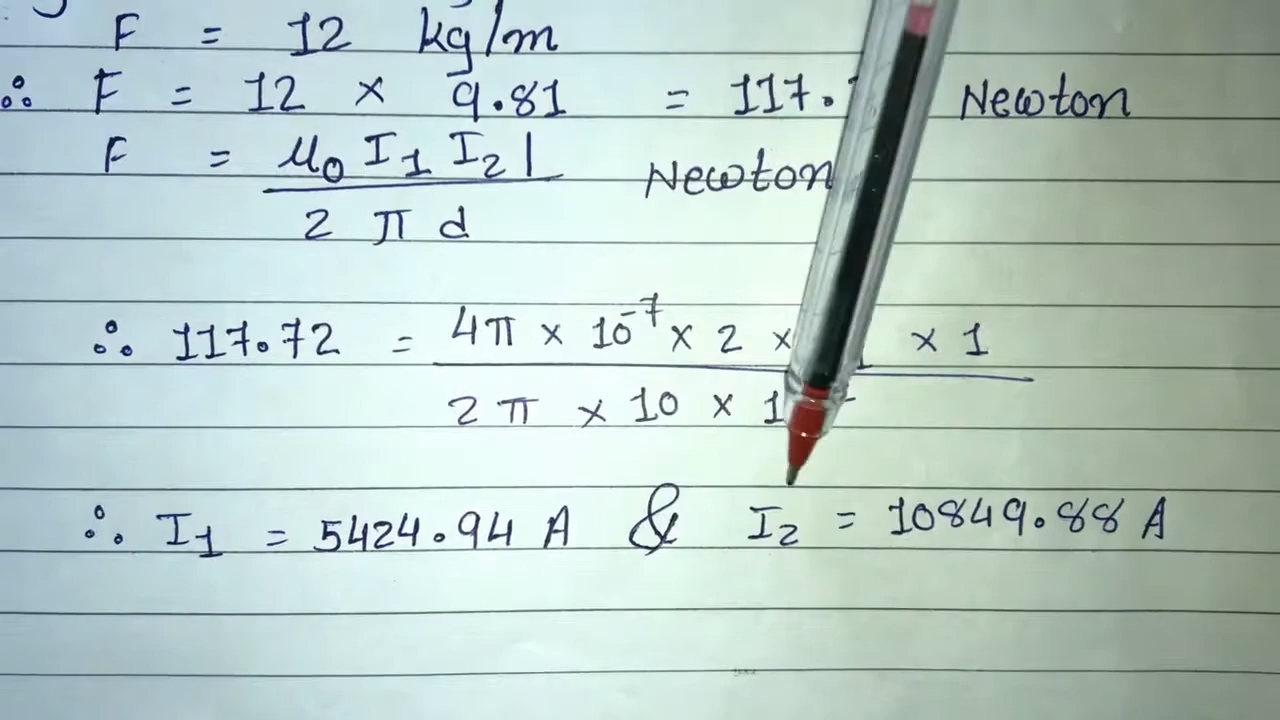 F = 12 kg/m
∴ F = 12 × 9.81 = 117. Newton
F = μ₀ I₁ I₂ l / 2 π d Newton
∴ 117.72 = 4π × 10⁻⁷ × 2 × × 1 / 2π × 10 × 1
∴ I₁ = 5424.94 A & I₂ = 10849.88 A